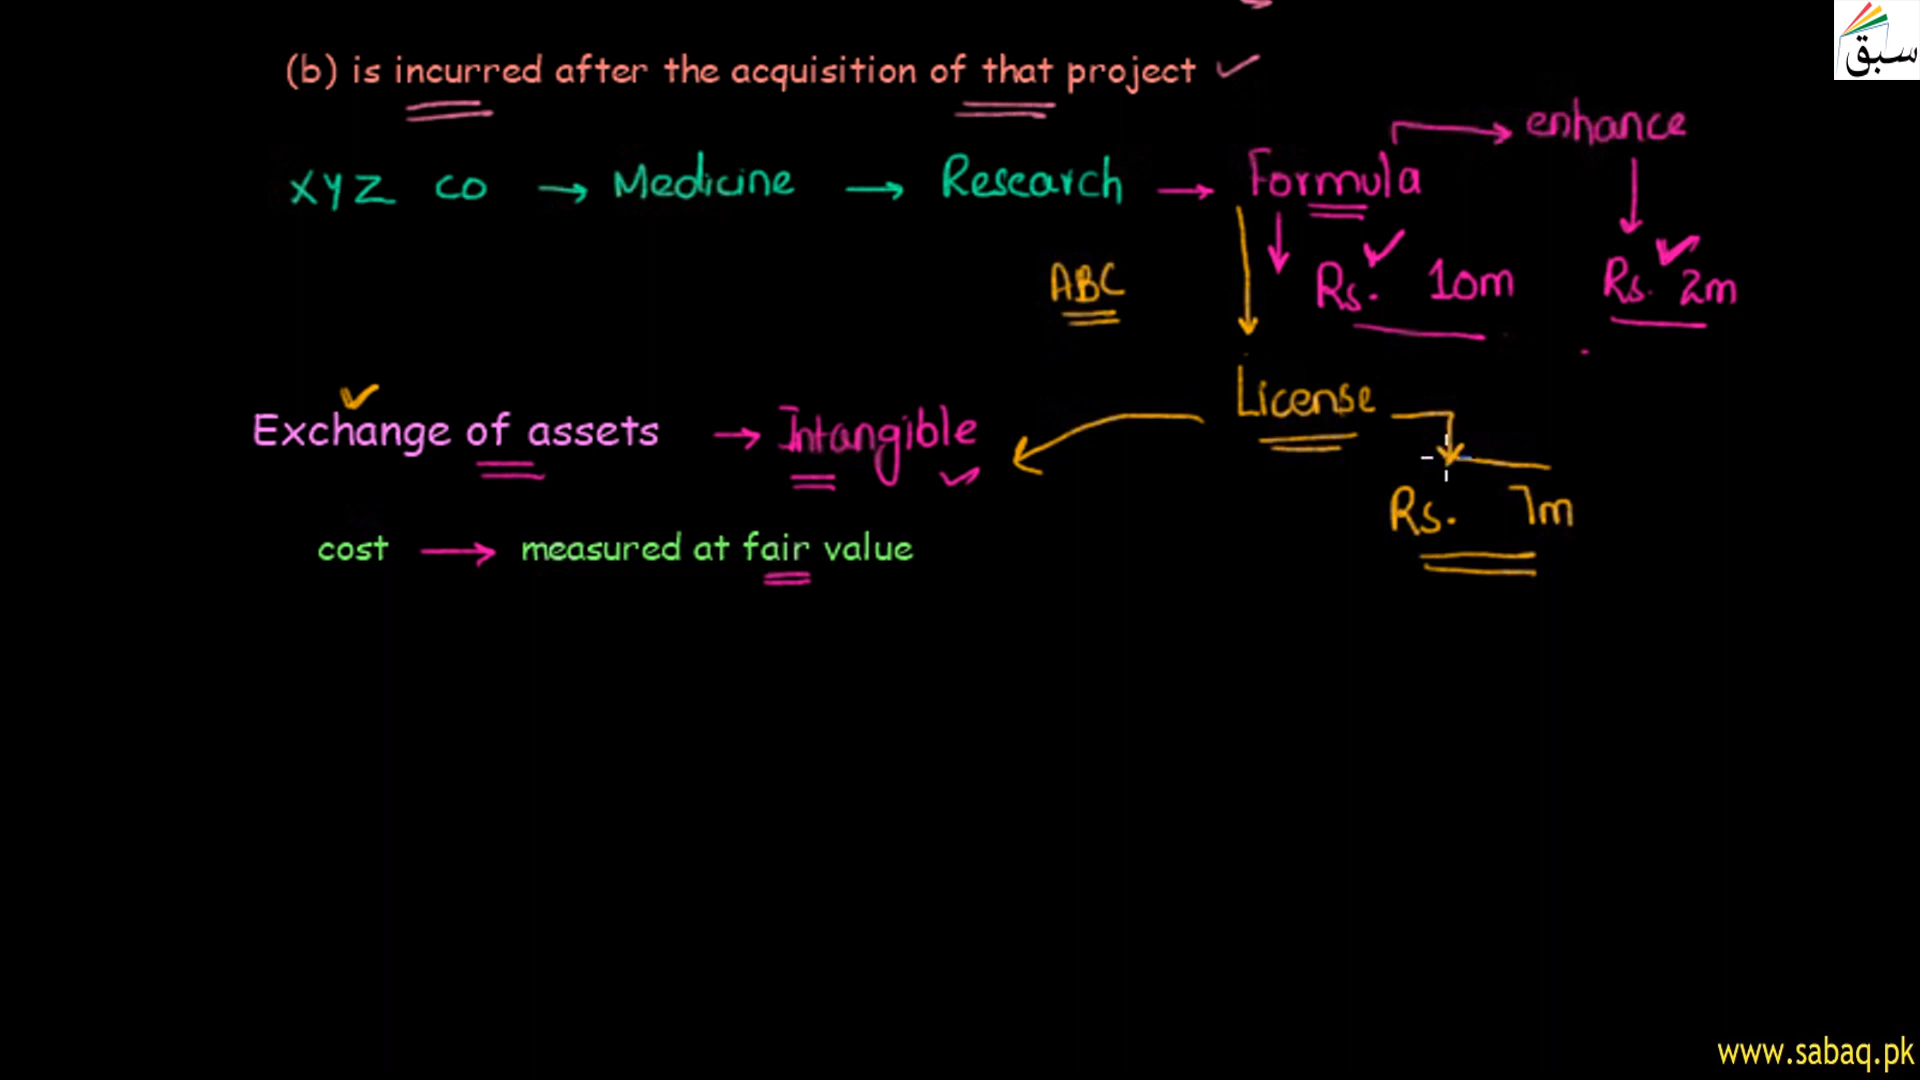 سبق
(b) is incurred after the acquisition of that project
enhance
XYZ CO → Medicine → Research → Formula
ABC Rs. 10m Rs. 2m
License
Exchange of assets → Intangible
Rs. 7m
cost → measured at fair value
www.sabaq.pk